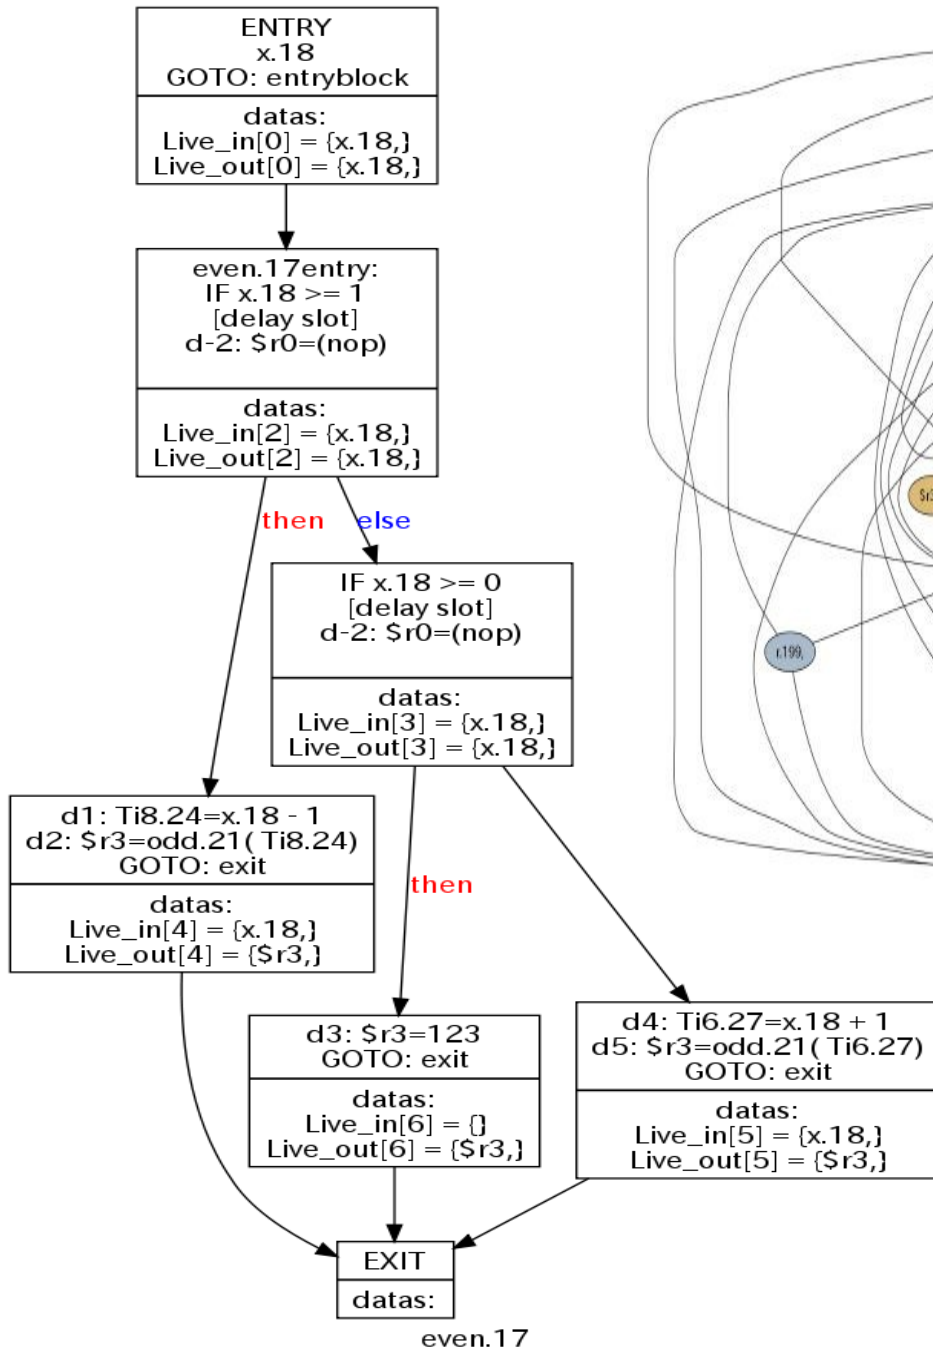 ENTRY
x.18
GOTO: entryblock
datas:
Live_in[0] = {x.18,}
Live_out[0] = {x.18,}
even.17entry:
IF x.18 >= 1
[delay slot]
d-2: $r0=(nop)
datas:
Live_in[2] = {x.18,}
Live_out[2] = {x.18,}
then
else
IF x.18 >= 0
[delay slot]
d-2: $r0=(nop)
datas:
Live_in[3] = {x.18,}
Live_out[3] = {x.18,}
d1: Ti8.24=x.18 - 1
d2: $r3=odd.21( Ti8.24)
GOTO: exit
datas:
Live_in[4] = {x.18,}
Live_out[4] = {$r3,}
then
d3: $r3=123
GOTO: exit
datas:
Live_in[6] = {}
Live_out[6] = {$r3,}
d4: Ti6.27=x.18 + 1
d5: $r3=odd.21( Ti6.27)
GOTO: exit
datas:
Live_in[5] = {x.18,}
Live_out[5] = {$r3,}
EXIT
datas:
even.17
r.199,